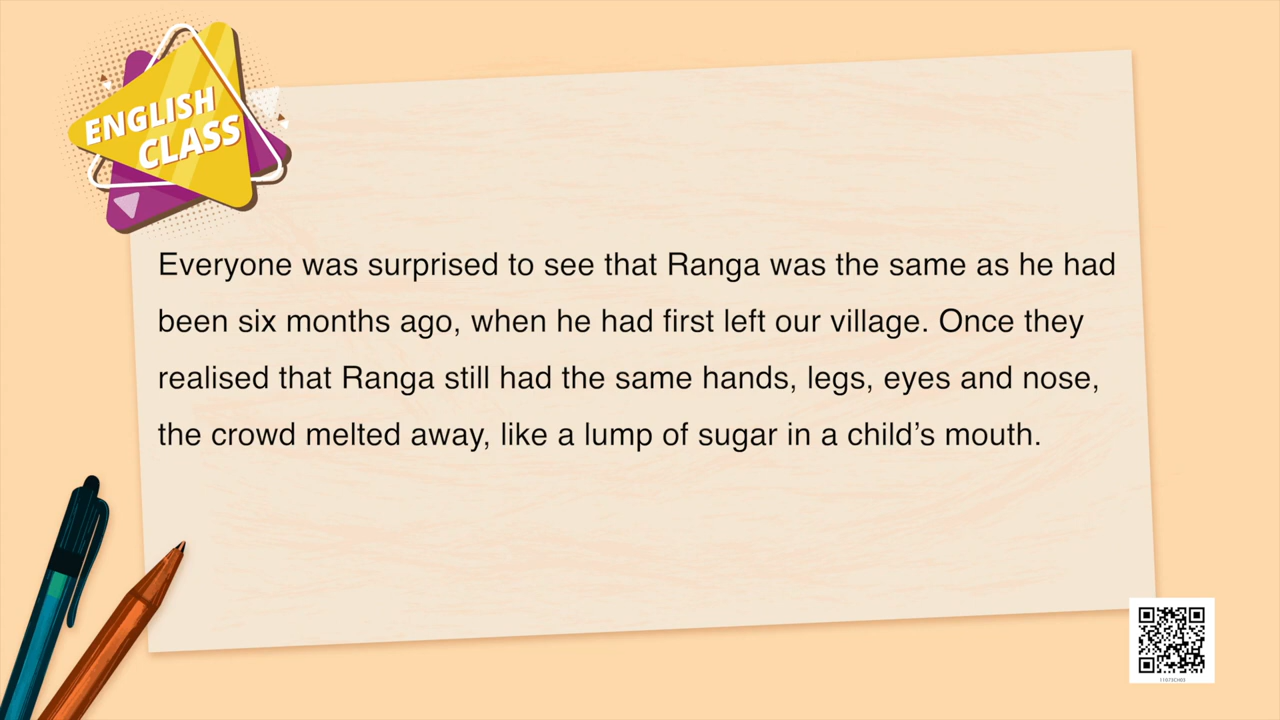 ENGLISH
CLASS
Everyone was surprised to see that Ranga was the same as he had
been six months ago, when he had first left our village. Once they
realised that Ranga still had the same hands, legs, eyes and nose,
the crowd melted away, like a lump of sugar in a child’s mouth.
11073CH03